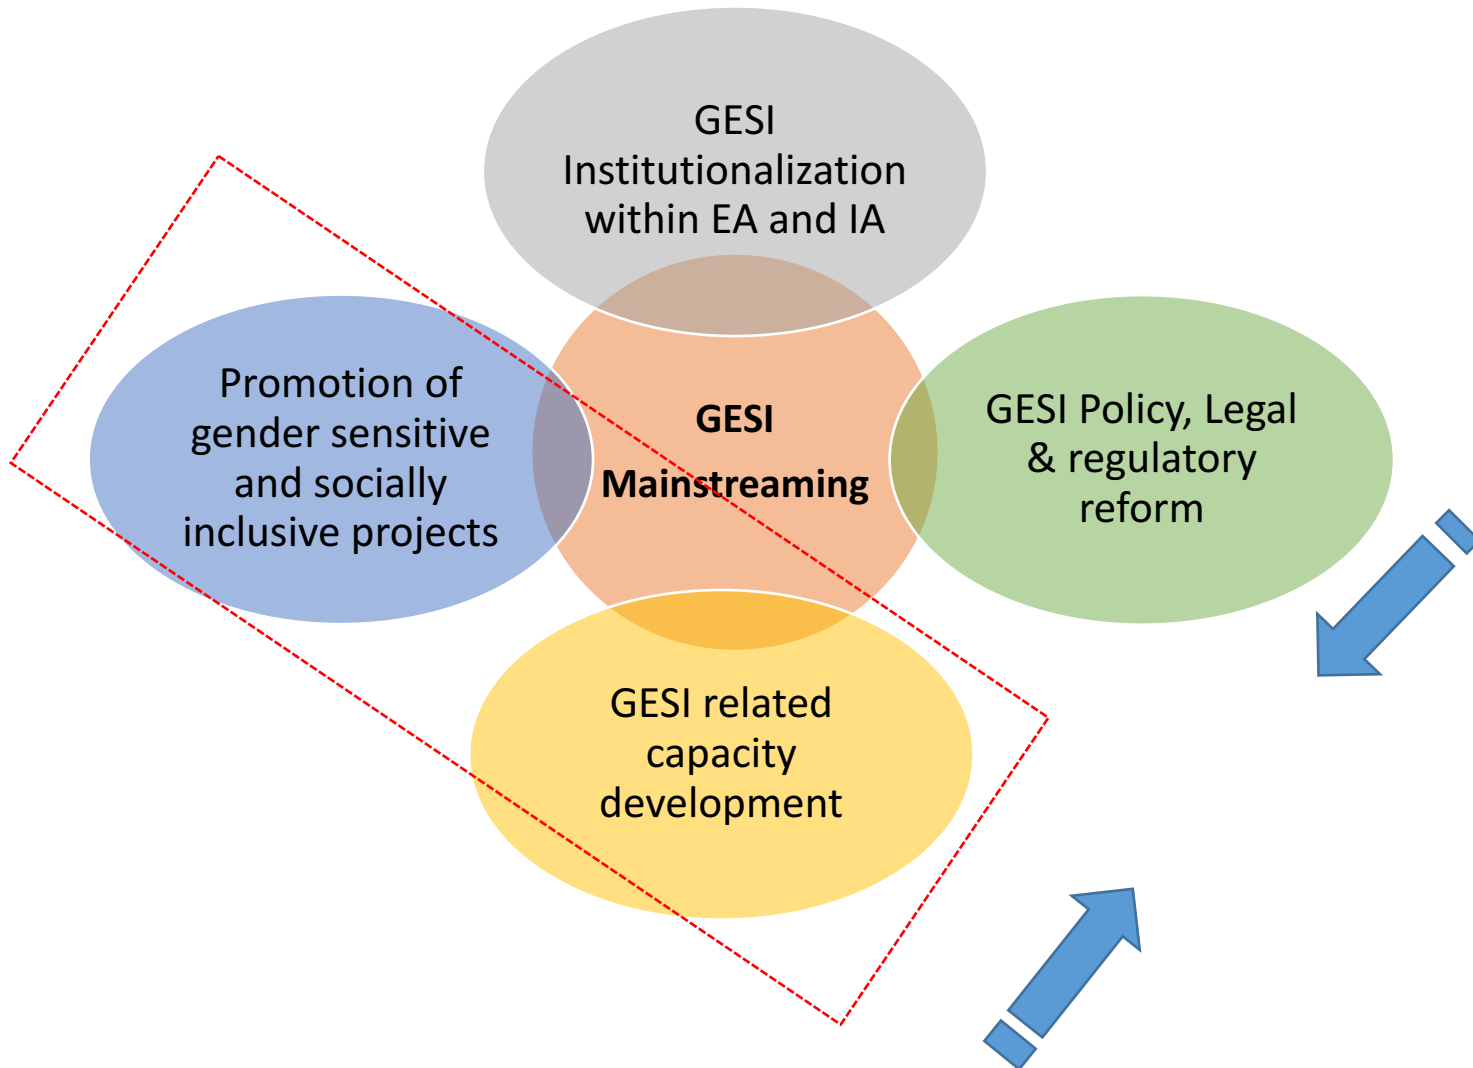 GESI
Institutionalization
within EA and IA
Promotion of
gender sensitive
and socially
inclusive projects
GESI
Mainstreaming
GESI Policy, Legal
& regulatory
reform
GESI related
capacity
development